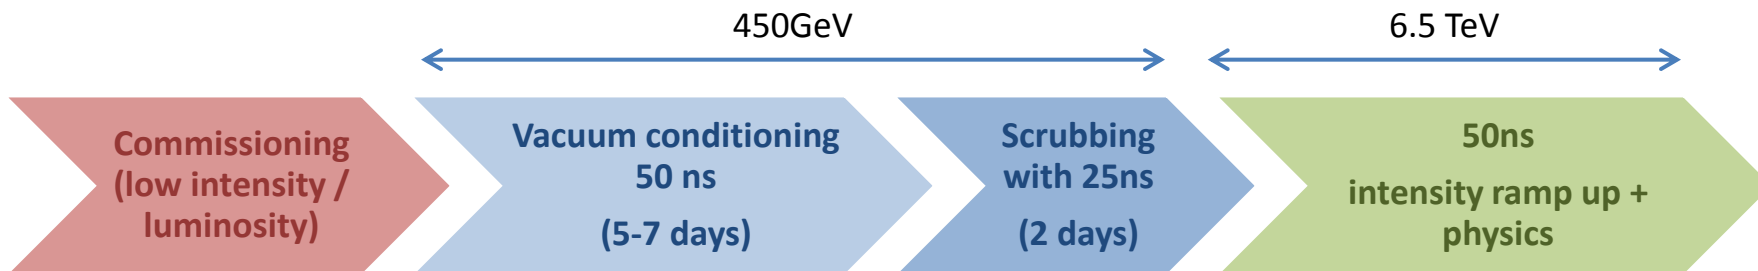 450GeV
6.5 TeV
Commissioning
(low intensity /
luminosity)
Vacuum conditioning
50 ns
(5-7 days)
Scrubbing
with 25ns
(2 days)
50ns
intensity ramp up +
physics